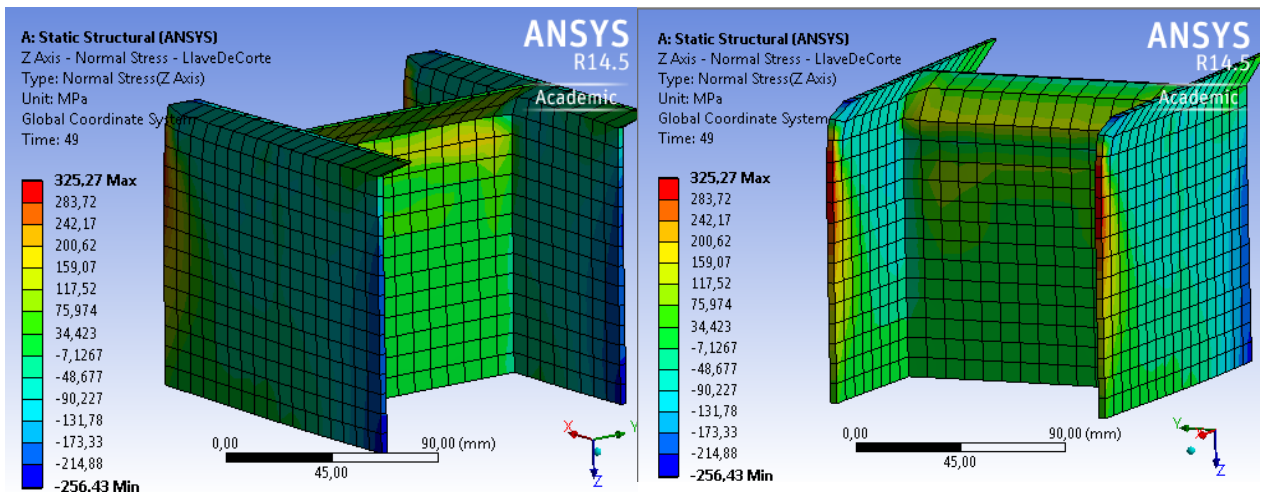 A: Static Structural (ANSYS)
Z Axis - Normal Stress - LlaveDeCorte
Type: Normal Stress(Z Axis)
Unit: MPa
Global Coordinate System
Time: 49
325,27 Max
283,72
242,17
200,62
159,07
117,52
75,974
34,423
-7,1267
-48,677
-90,227
-131,78
-173,33
-214,88
-256,43 Min
ANSYS
R14.5
Academic
0,00
90,00 (mm)
45,00
X
Y
Z
A: Static Structural (ANSYS)
Z Axis - Normal Stress - LlaveDeCorte
Type: Normal Stress(Z Axis)
Unit: MPa
Global Coordinate System
Time: 49
325,27 Max
283,72
242,17
200,62
159,07
117,52
75,974
34,423
-7,1267
-48,677
-90,227
-131,78
-173,33
-214,88
-256,43 Min
ANSYS
R14.5
Academic
0,00
90,00 (mm)
45,00
Y
X
Z